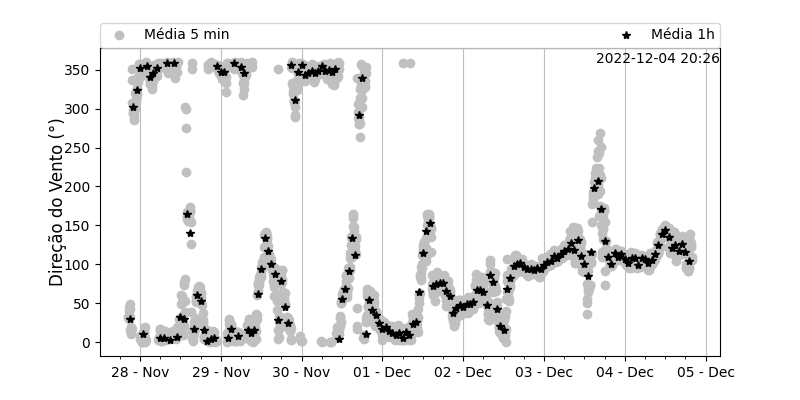 Média 5 min
Média 1h
2022-12-04 20:26
Direção do Vento (°)
350
300
250
200
150
100
50
0
28 - Nov
29 - Nov
30 - Nov
01 - Dec
02 - Dec
03 - Dec
04 - Dec
05 - Dec